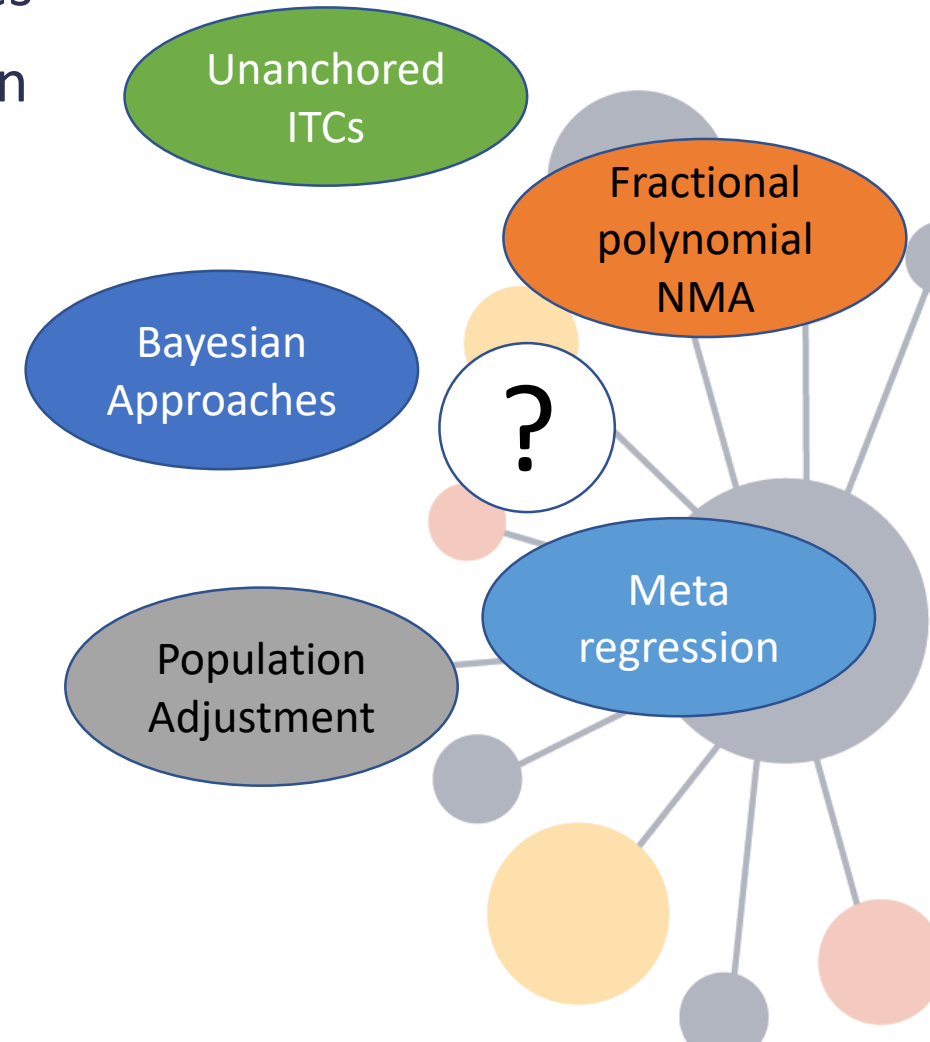 Unanchored
ITCs
Fractional
polynomial
NMA
Bayesian
Approaches
?
Meta
regression
Population
Adjustment